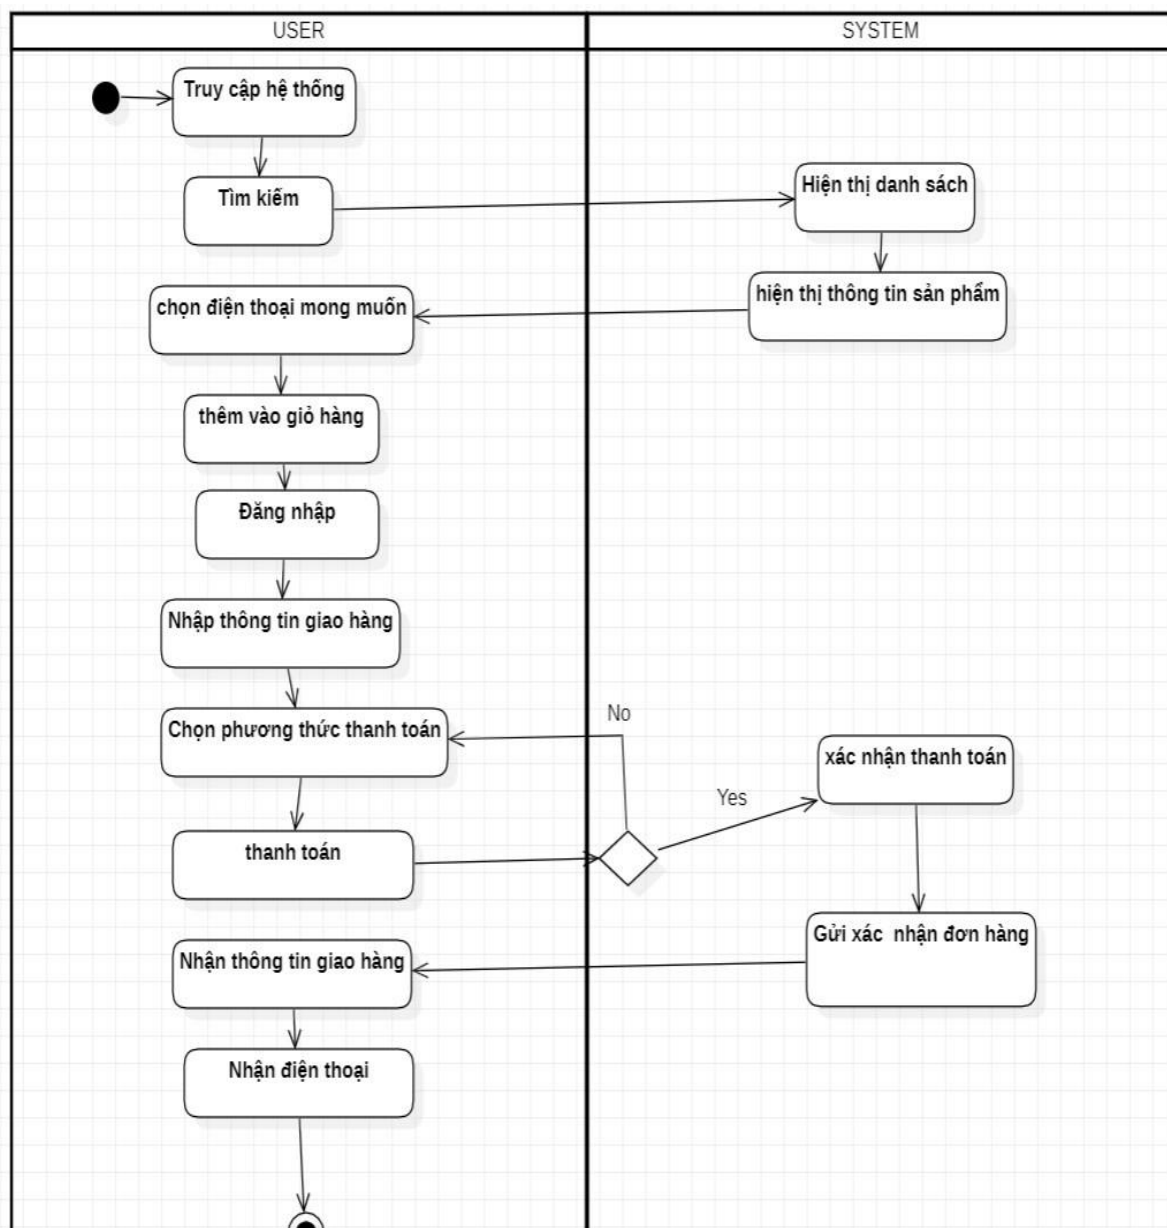 USER
SYSTEM
Truy cập hệ thống
Tìm kiếm
Hiện thị danh sách
hiện thị thông tin sản phẩm
chọn điện thoại mong muốn
thêm vào giỏ hàng
Đăng nhập
Nhập thông tin giao hàng
Chọn phương thức thanh toán
No
Yes
xác nhận thanh toán
thanh toán
Gửi xác  nhận đơn hàng
Nhận thông tin giao hàng
Nhận điện thoại